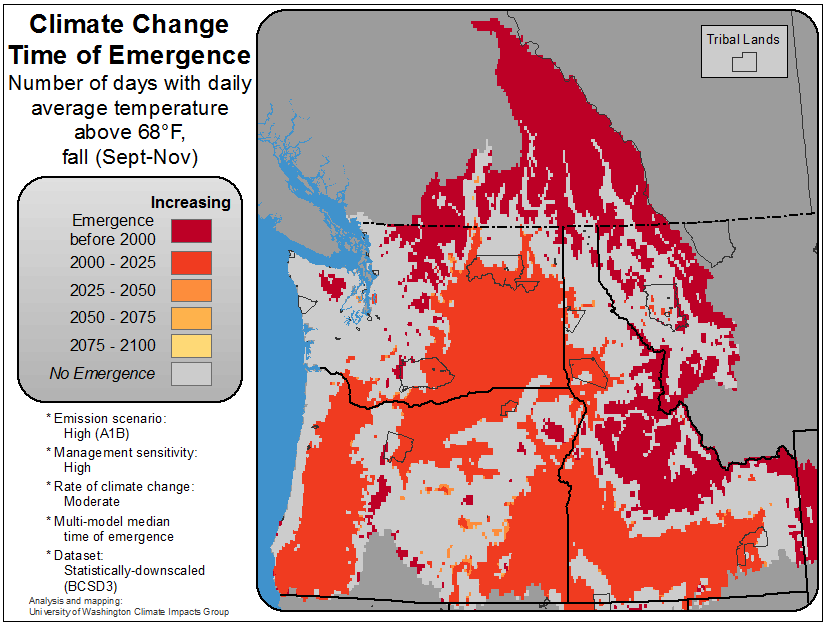 Climate Change
Time of Emergence
Number of days with daily
average temperature
above 68°F,
fall (Sept-Nov)
Increasing
Emergence
before 2000
2000 - 2025
2025 - 2050
2050 - 2075
2075 - 2100
No Emergence
* Emission scenario:
High (A1B)
* Management sensitivity:
High
* Rate of climate change:
Moderate
* Multi-model median
time of emergence
* Dataset:
Statistically-downscaled
(BCSD3)
Analysis and mapping:
University of Washington Climate Impacts Group
Tribal Lands